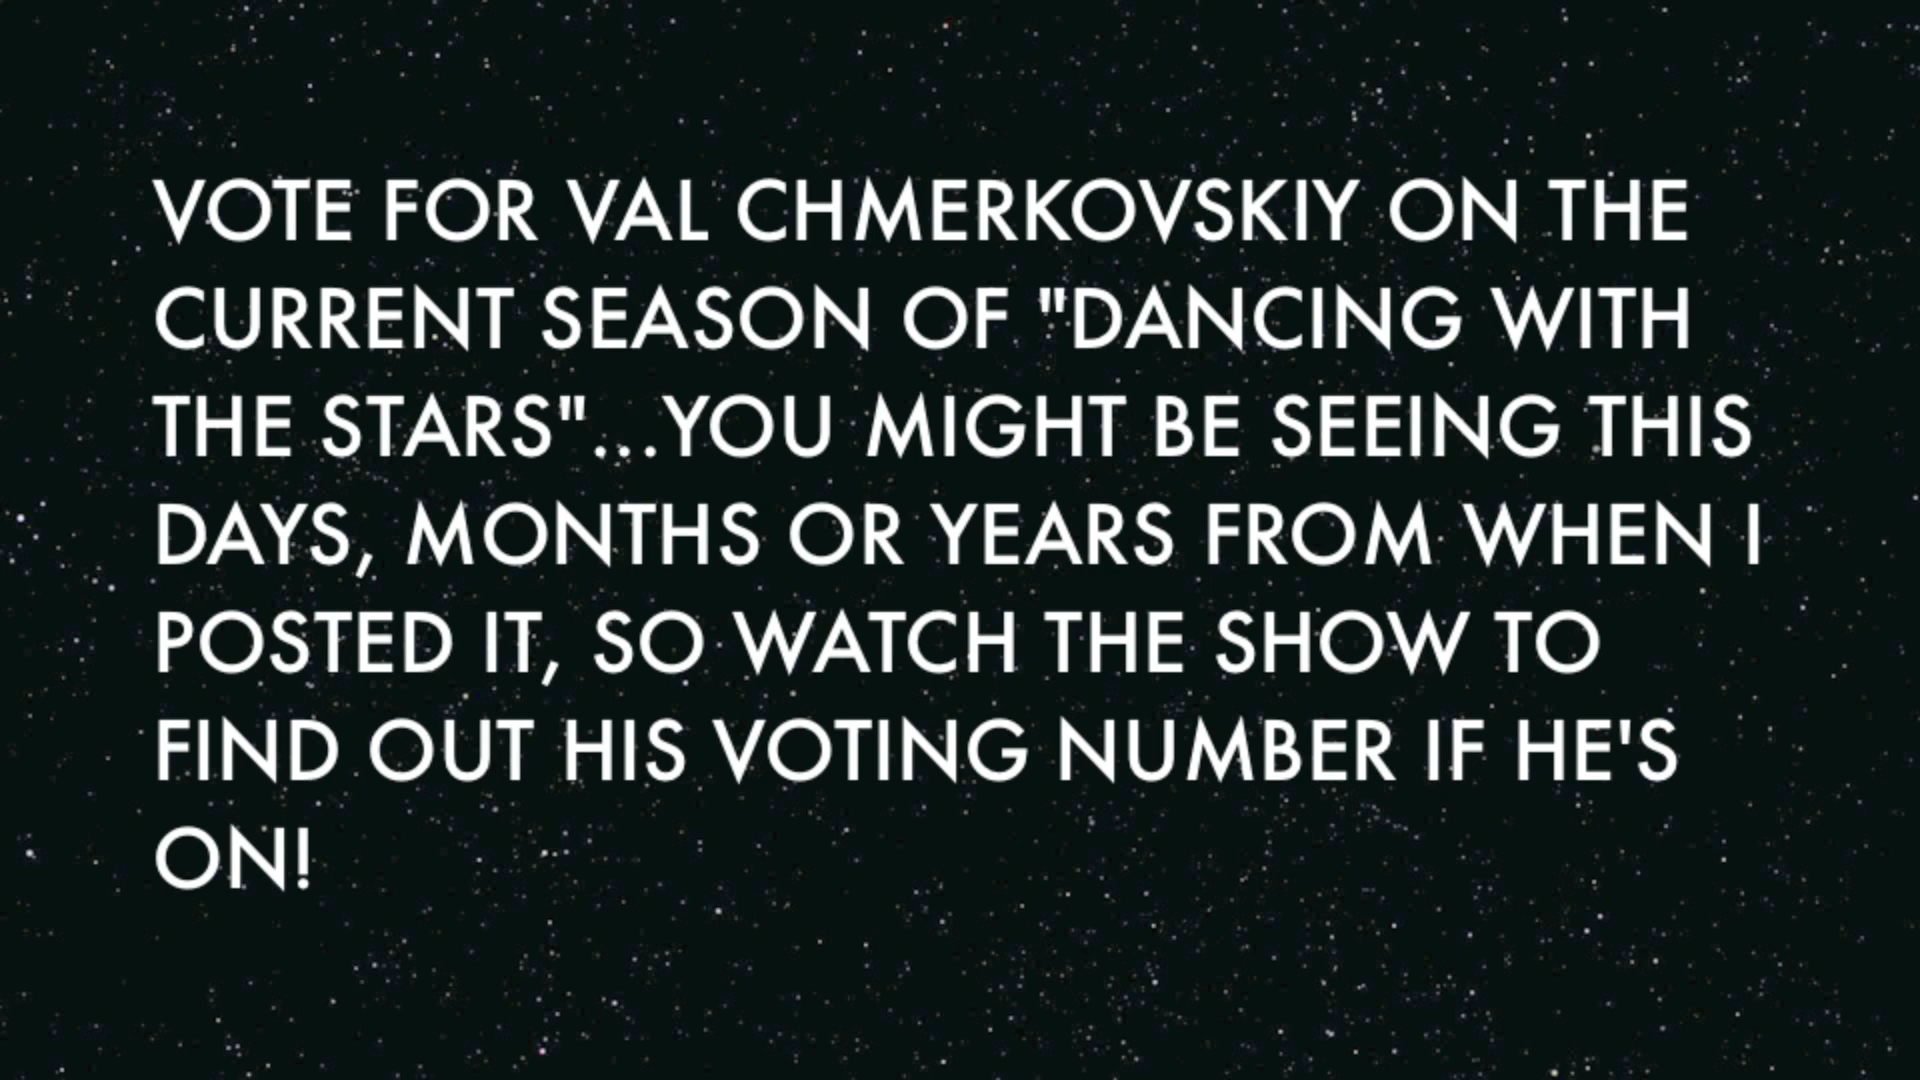 VOTE FOR VAL CHMERKOVSKIY ON THE
CURRENT SEASON OF "DANCING WITH
THE STARS"...YOU MIGHT BE SEEING THIS
DAYS, MONTHS OR YEARS FROM WHEN I
POSTED IT, SO WATCH THE SHOW TO
FIND OUT HIS VOTING NUMBER IF HE'S
ON!